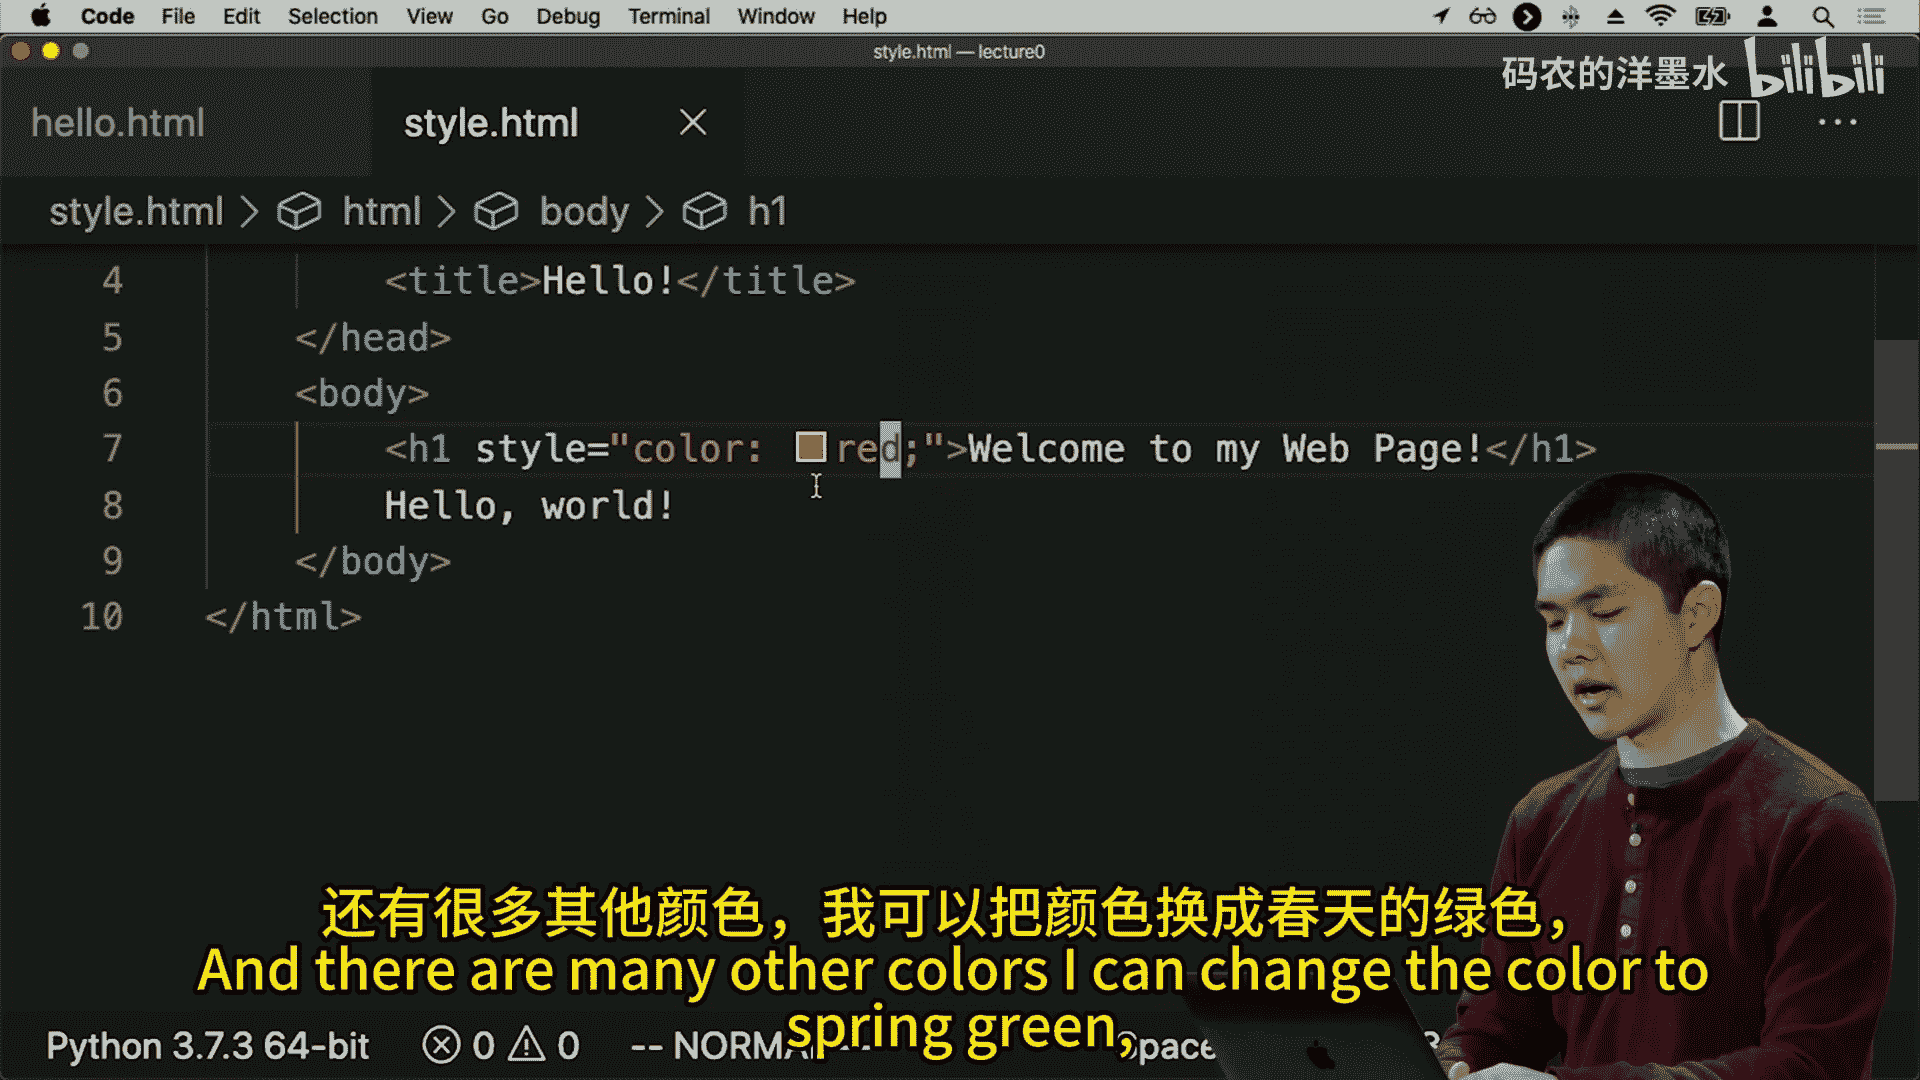 Code File Edit Selection View Go Debug Terminal Window Help
style.html — lecture0
码农的洋墨水 bilibili
hello.html style.html
style.html > html > body > h1
4 <title>Hello!</title>
5 </head>
6 <body>
7 <h1 style="color: red;">Welcome to my Web Page!</h1>
8 Hello, world!
9 </body>
10 </html>
还有很多其他颜色，我可以把颜色换成春天的绿色，
And there are many other colors I can change the color to
spring green,
Python 3.7.3 64-bit 0 0 -- NORMA